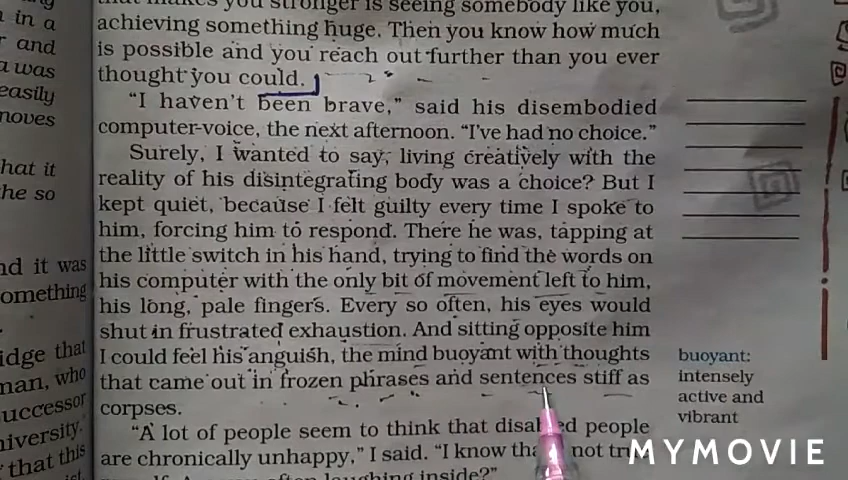 that makes you stronger is seeing somebody like you,
achieving something huge. Then you know how much
is possible and you reach out further than you ever
thought you could.
"I haven't been brave," said his disembodied
computer-voice, the next afternoon. "I've had no choice."
Surely, I wanted to say, living creatively with the
reality of his disintegrating body was a choice? But I
kept quiet, because I felt guilty every time I spoke to
him, forcing him to respond. There he was, tapping at
the little switch in his hand, trying to find the words on
his computer with the only bit of movement left to him,
his long, pale fingers. Every so often, his eyes would
shut in frustrated exhaustion. And sitting opposite him
I could feel his anguish, the mind buoyant with thoughts
that came out in frozen phrases and sentences stiff as
corpses.
"A lot of people seem to think that disabled people
are chronically unhappy," I said. "I know that not
laughing inside?"
in a
and
was
easily
moves
that it
the so
and it was
omething
idge that
man, who
uccessor
niversity.
that this
buoyant:
intensely
active and
vibrant
MYMOVIE